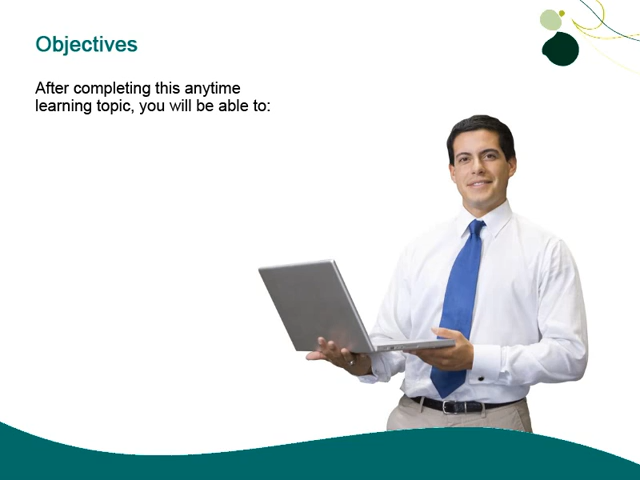 Objectives
After completing this anytime
learning topic, you will be able to: